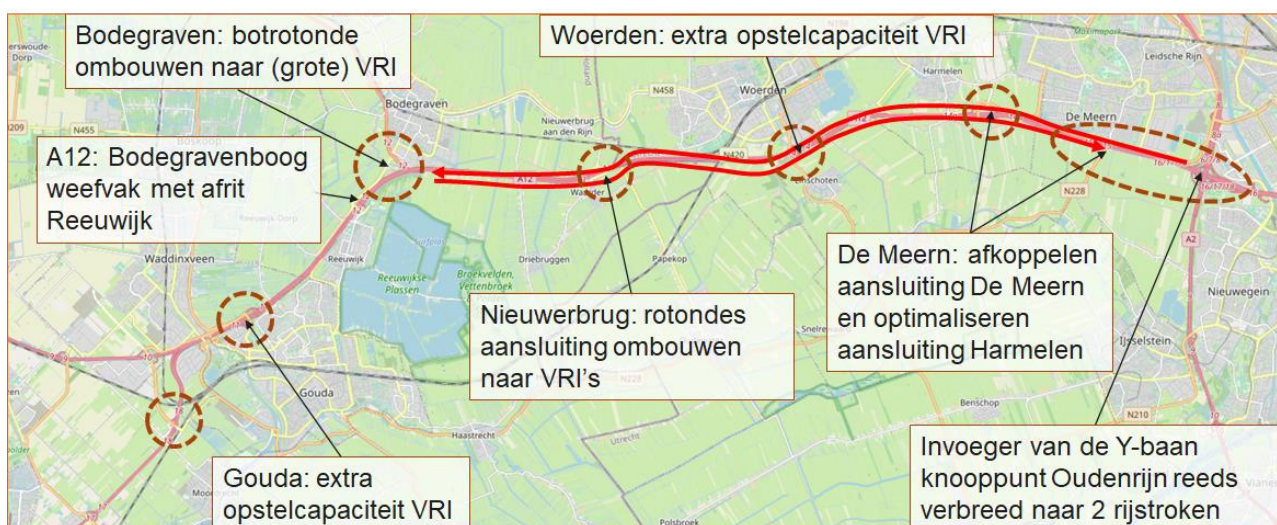 Bodegraven: botrotonde
ombouwen naar (grote) VRI
Woerden: extra opstelcapaciteit VRI
A12: Bodegravenboog
weefvak met afrit
Reeuwijk
De Meern: afkoppelen
aansluiting De Meern
en optimaliseren
aansluiting Harmelen
Nieuwerbrug: rotondes
aansluiting ombouwen
naar VRI's
Gouda: extra
opstelcapaciteit VRI
Invoeger van de Y-baan
knooppunt Oudenrijn reeds
verbreed naar 2 rijstroken
Leidsche Rijn
Harmelen
De Meern
Woerden
N458
Bodegraven
Nieuwerbrug
aan den Rijn
N455
N420
A12
12
12
N228
Reeuwijk
Waddinxveen
Reeuwijkse
Plassen
Broekvelden,
Vettenbroek
Driebruggen
Papekop
A2
Nieuwegein
IJsselstein
Gouda
N228
Haastrecht
Benschop
N210
Utrecht
Polsbroek